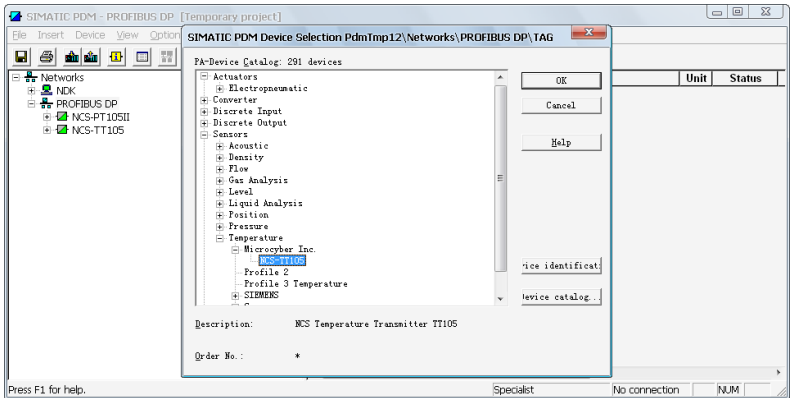 SIMATIC PDM - PROFIBUS DP [Temporary project]
File Insert Device View Option
SIMATIC PDM Device Selection PdmTmp12\Networks\PROFIBUS DP\TAG
PA-Device Catalog: 291 devices
Networks
NDK
PROFIBUS DP
NCS-PT105II
NCS-TT105
Actuators
Electropneumatic
Converter
Discrete Input
Discrete Output
Sensors
Acoustic
Density
Flow
Gas Analysis
Level
Liquid Analysis
Position
Pressure
Temperature
Microcyber Inc.
NCS-TT105
Profile 2
Profile 3 Temperature
SIEMENS
OK
Cancel
Help
vice identificat:
Device catalog...
Description: NCS Temperature Transmitter TT105
Order No.: *
Unit Status
Press F1 for help.
Specialist
No connection
NUM